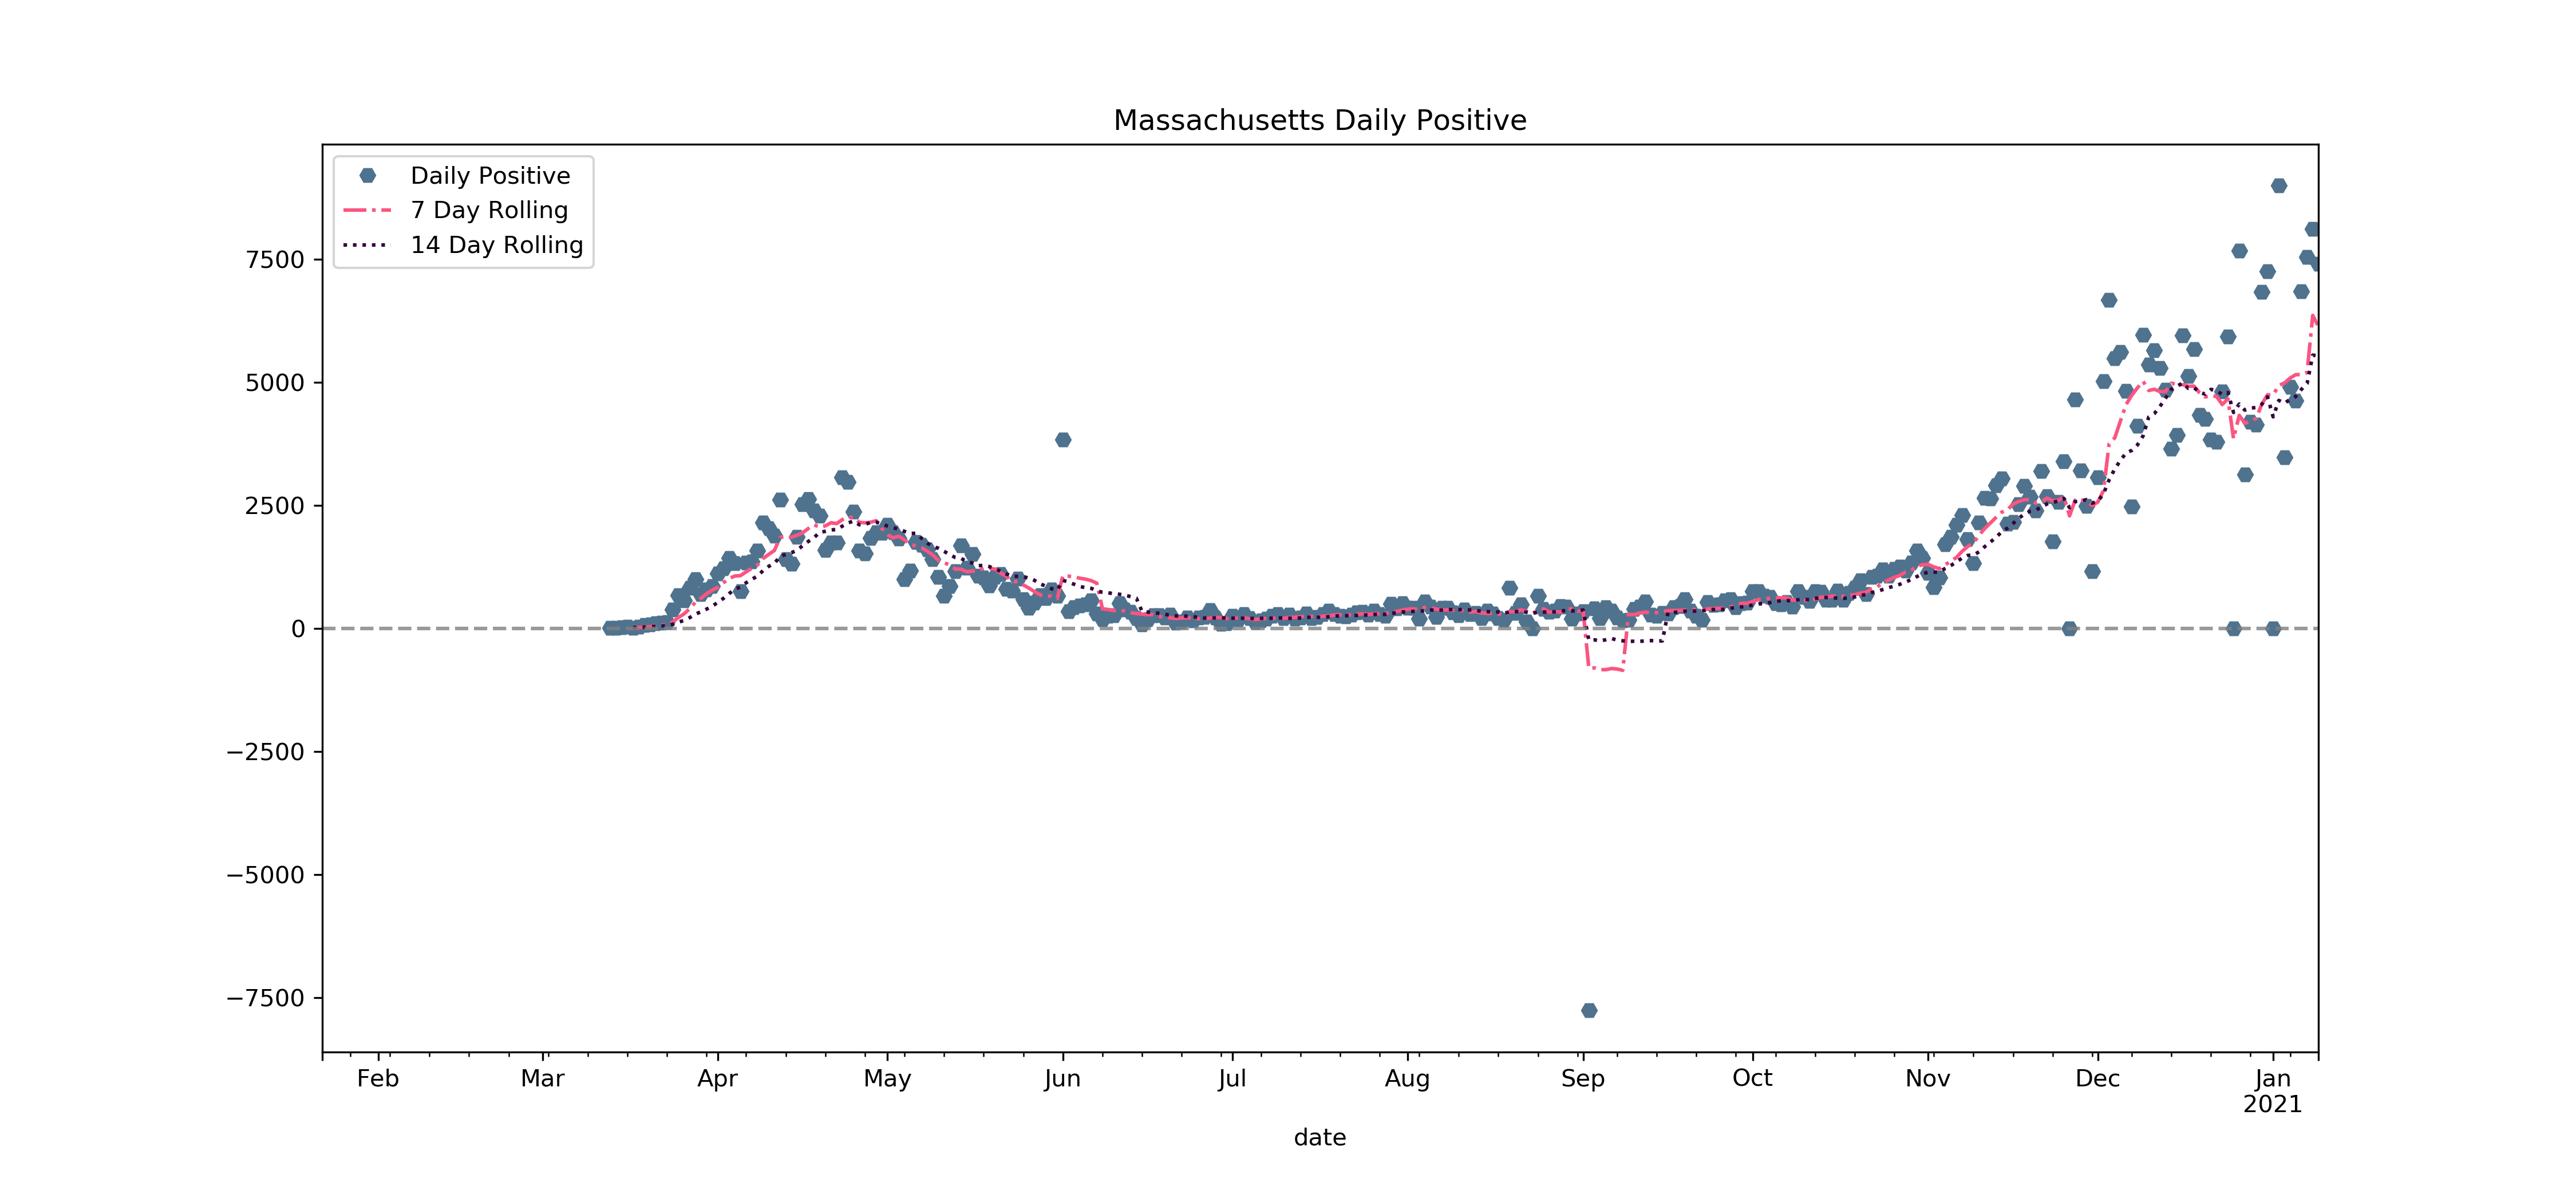 Massachusetts Daily Positive
Daily Positive
7 Day Rolling
14 Day Rolling
7500
5000
2500
0
−2500
−5000
−7500
Feb Mar Apr May Jun Jul Aug Sep Oct Nov Dec Jan
2021
date